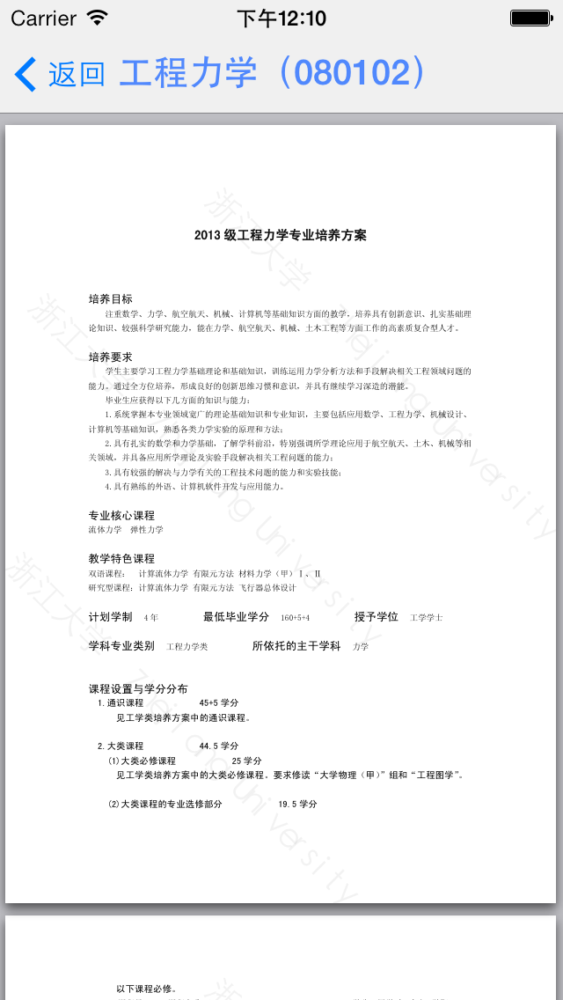 Carrier 下午12:10
返回 工程力学（080102）
2013 级工程力学专业培养方案
培养目标
注重数学、力学、航空航天、机械、计算机等基础知识方面的教学，培养具有创新意识、扎实基础理
论知识、较强科学研究能力，能在力学、航空航天、机械、土木工程等方面工作的高素质复合型人才。
培养要求
学生主要学习工程力学基础理论和基础知识，训练运用力学分析方法和手段解决相关工程领域问题的
能力。通过全方位培养，形成良好的创新思维习惯和意识，并具有继续学习深造的潜能。
毕业生应获得以下几方面的知识与能力：
1.系统掌握本专业领域宽广的理论基础知识和专业知识，主要包括应用数学、工程力学、机械设计、
计算机等基础知识，熟悉各类力学实验的原理和方法；
2.具有扎实的数学和力学基础，了解学科前沿，特别强调所学理论应用于航空航天、土木、机械等相
关领域，并具备应用所学理论及实验手段解决相关工程问题的能力；
3.具有较强的解决与力学有关的工程技术问题的能力和实验技能；
4.具有熟练的外语、计算机软件开发与应用能力。
专业核心课程
流体力学 弹性力学
教学特色课程
双语课程： 计算流体力学 有限元方法 材料力学（甲）Ⅰ、Ⅱ
研究型课程：计算流体力学 有限元方法 飞行器总体设计
计划学制 4 年 最低毕业学分 160+5+4 授予学位 工学学士
学科专业类别 工程力学类 所依托的主干学科 力学
课程设置与学分分布
1.通识课程 45+5 学分
见工学类培养方案中的通识课程。
2.大类课程 44.5 学分
(1)大类必修课程 25 学分
见工学类培养方案中的大类必修课程。要求修读“大学物理（甲）”组和“工程图学”。
(2)大类课程的专业选修部分 19.5 学分
以下课程必修。
浙江大学 Zhejiang University
浙江大学 Zhejiang University
浙江大学 Zhejiang University